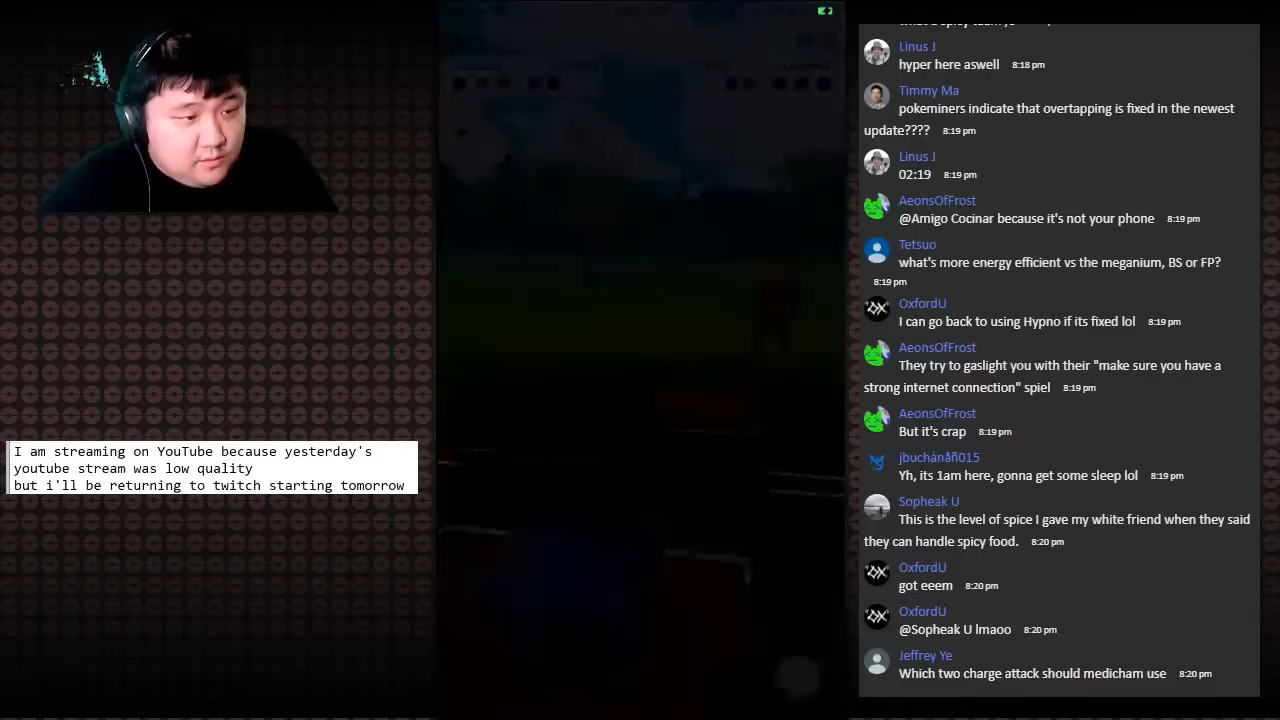 I am streaming on YouTube because yesterday's
youtube stream was low quality
but i'll be returning to twitch starting tomorrow
Linus J
hyper here aswell 8:18 pm
Timmy Ma
pokeminers indicate that overtapping is fixed in the newest
update???? 8:19 pm
Linus J
02:19 8:19 pm
AeonsOfFrost
@Amigo Cocinar because it's not your phone 8:19 pm
Tetsuo
what's more energy efficient vs the meganium, BS or FP?
8:19 pm
OxfordU
I can go back to using Hypno if its fixed lol 8:19 pm
AeonsOfFrost
They try to gaslight you with their "make sure you have a
strong internet connection" spiel 8:19 pm
AeonsOfFrost
But it's crap 8:19 pm
jbuchánåñ015
Yh, its 1am here, gonna get some sleep lol 8:19 pm
Sopheak U
This is the level of spice I gave my white friend when they said
they can handle spicy food. 8:20 pm
OxfordU
got eeem 8:20 pm
OxfordU
@Sopheak U lmaoo 8:20 pm
Jeffrey Ye
Which two charge attack should medicham use 8:20 pm